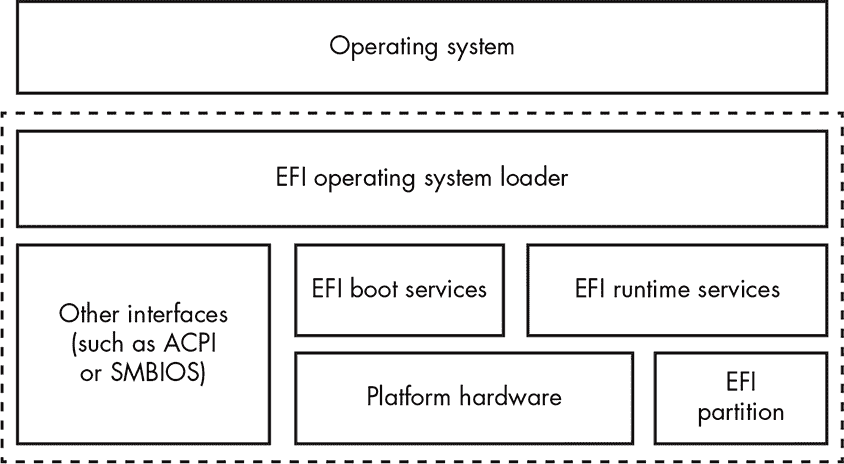 Operating system
EFI operating system loader
Other interfaces
(such as ACPI
or SMBIOS)
EFI boot services
EFI runtime services
Platform hardware
EFI
partition